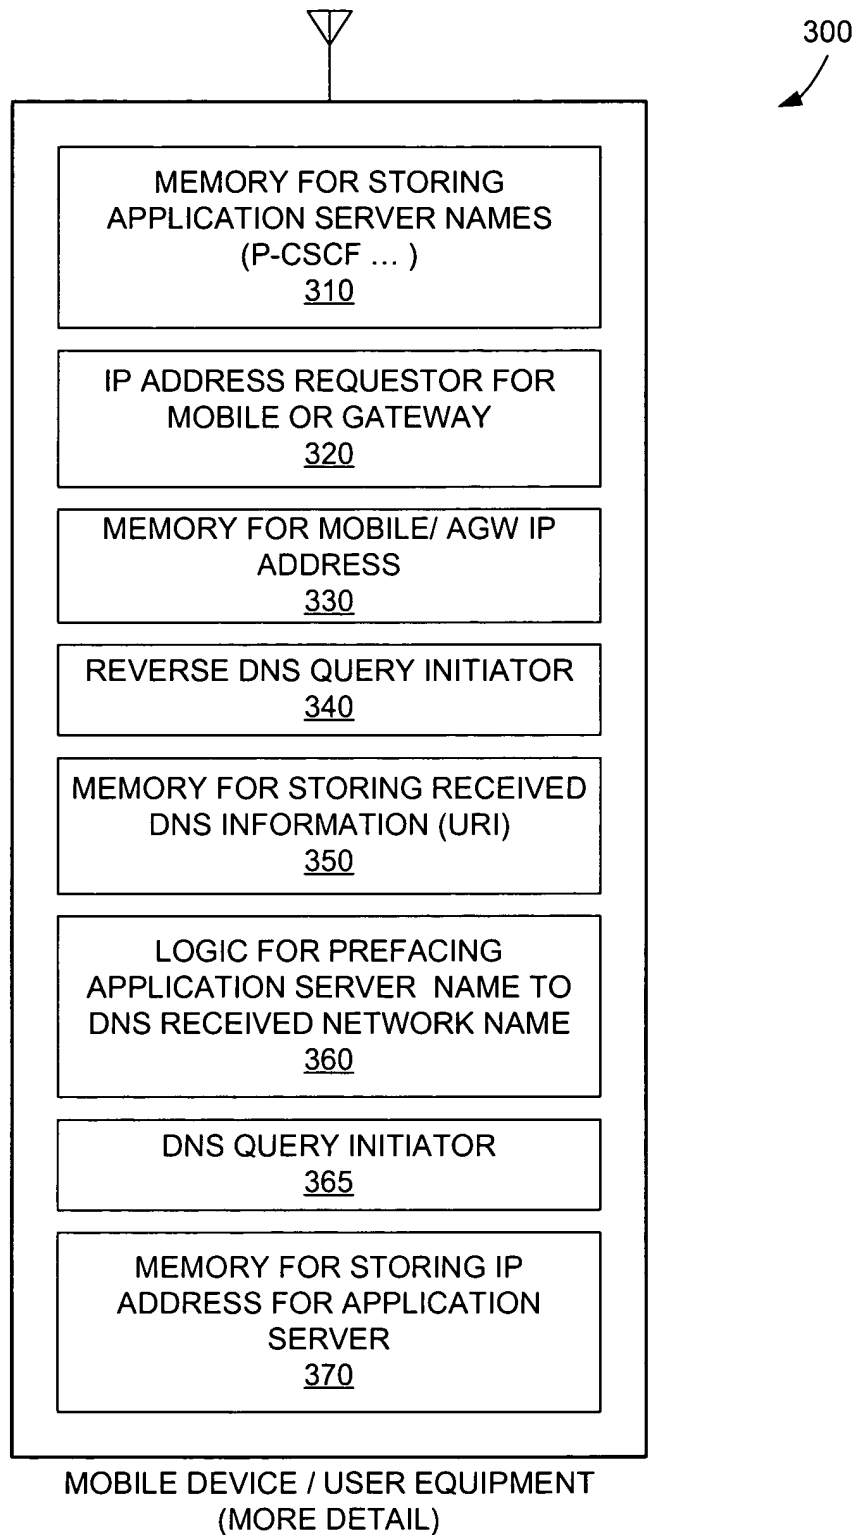 300
MEMORY FOR STORING
APPLICATION SERVER NAMES
(P-CSCF ... )
310
IP ADDRESS REQUESTOR FOR
MOBILE OR GATEWAY
320
MEMORY FOR MOBILE/ AGW IP
ADDRESS
330
REVERSE DNS QUERY INITIATOR
340
MEMORY FOR STORING RECEIVED
DNS INFORMATION (URI)
350
LOGIC FOR PREFACING
APPLICATION SERVER NAME TO
DNS RECEIVED NETWORK NAME
360
DNS QUERY INITIATOR
365
MEMORY FOR STORING IP
ADDRESS FOR APPLICATION
SERVER
370
MOBILE DEVICE / USER EQUIPMENT
(MORE DETAIL)